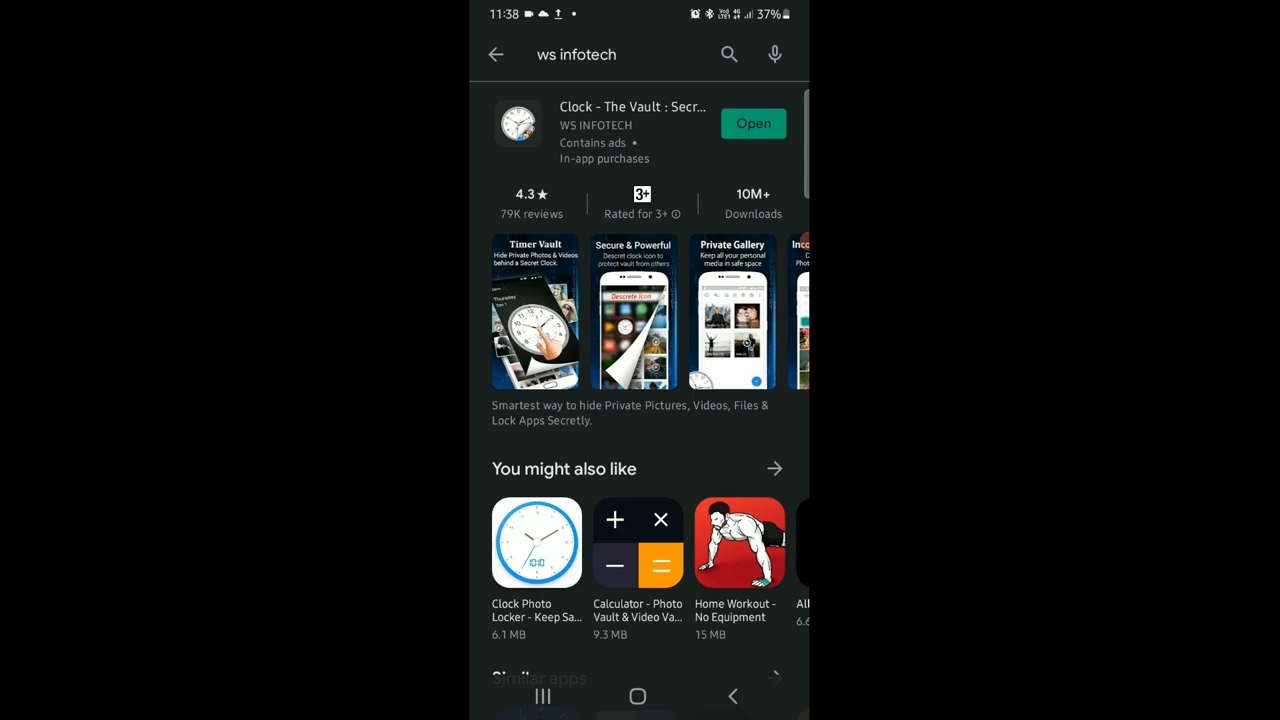 11:38
37%
ws infotech
Clock - The Vault : Secr...
WS INFOTECH
Contains ads •
In-app purchases
Open
4.3★
3+
10M+
79K reviews
Rated for 3+
Downloads
Timer Vault
Hide Private Photos & Videos
behind a Secret Clock.
Secure & Powerful
Descret clock icon to
protect vault from others
Descrete Icon
Private Gallery
Keep all your personal
media in safe space
Smartest way to hide Private Pictures, Videos, Files &
Lock Apps Secretly.
You might also like
10:10
Clock Photo
Locker - Keep Sa...
6.1 MB
Calculator - Photo
Vault & Video Va...
9.3 MB
Home Workout -
No Equipment
15 MB
Similar apps